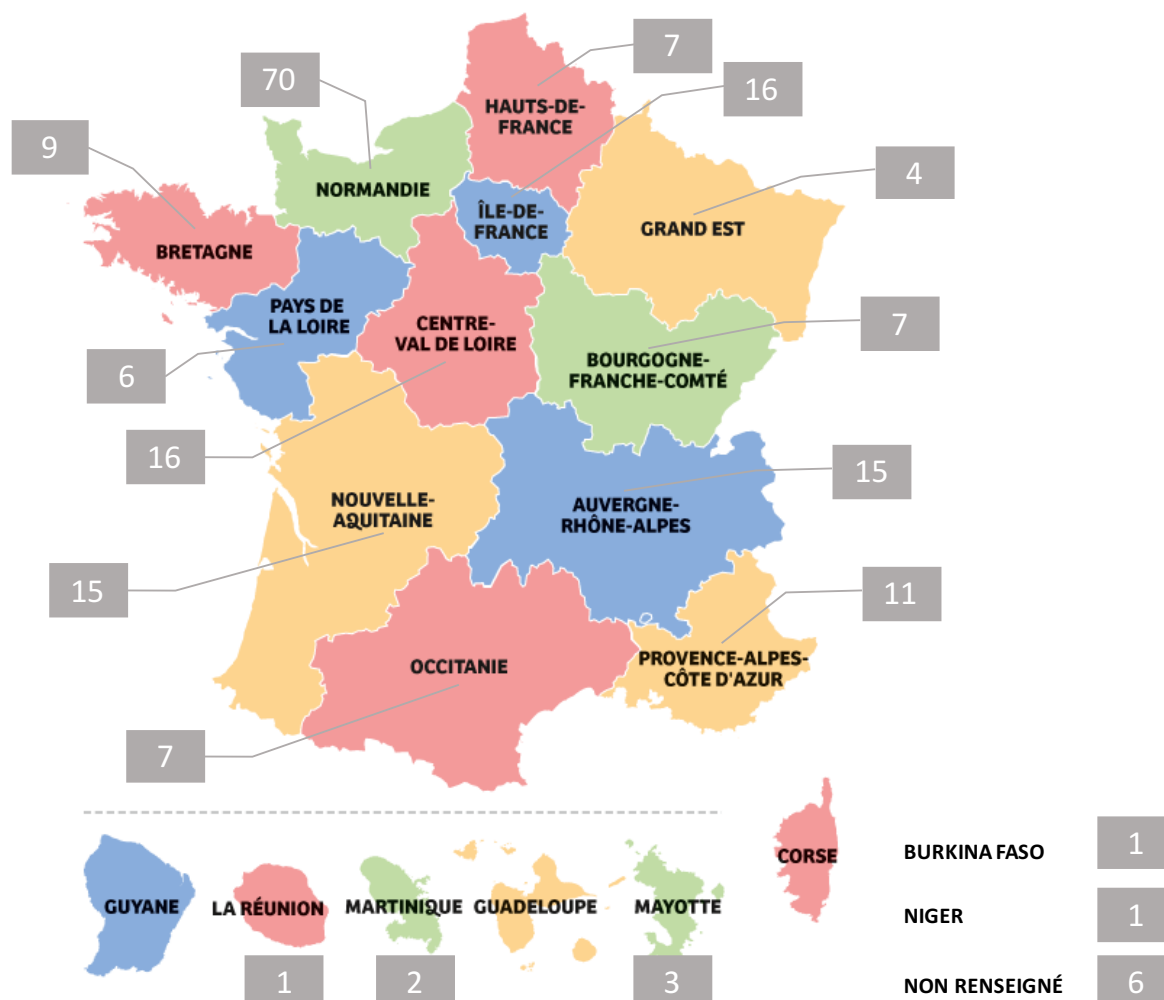 7
70
16
HAUTS-DE-
FRANCE
9
4
NORMANDIE
ÎLE-DE-
FRANCE
GRAND EST
BRETAGNE
PAYS DE
LA LOIRE
CENTRE-
VAL DE LOIRE
7
6
BOURGOGNE-
FRANCHE-COMTÉ
16
15
NOUVELLE-
AQUITAINE
AUVERGNE-
RHÔNE-ALPES
15
11
OCCITANIE
PROVENCE-ALPES-
CÔTE D'AZUR
7
CORSE
BURKINA FASO 1
GUYANE
LA RÉUNION
MARTINIQUE
GUADELOUPE
MAYOTTE
NIGER 1
1
2
3
NON RENSEIGNÉ 6